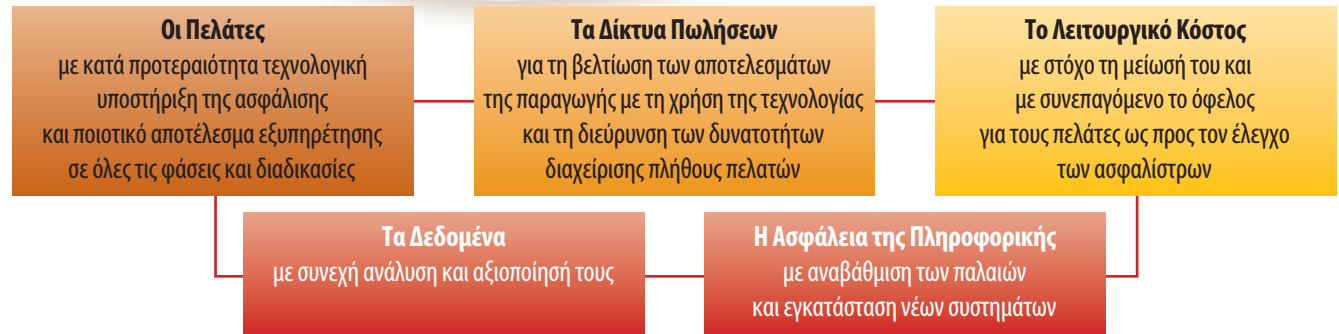 Οι Πελάτες
με κατά προτεραιότητα τεχνολογική
υποστήριξη της ασφάλισης
και ποιοτικό αποτέλεσμα εξυπηρέτησης
σε όλες τις φάσεις και διαδικασίες
Τα Δίκτυα Πωλήσεων
για τη βελτίωση των αποτελεσμάτων
της παραγωγής με τη χρήση της τεχνολογίας
και τη διεύρυνση των δυνατοτήτων
διαχείρισης πλήθους πελατών
Το Λειτουργικό Κόστος
με στόχο τη μείωσή του και
με συνεπαγόμενο το όφελος
για τους πελάτες ως προς τον έλεγχο
των ασφαλίστρων
Τα Δεδομένα
με συνεχή ανάλυση και αξιοποίησή τους
Η Ασφάλεια της Πληροφορικής
με αναβάθμιση των παλαιών
και εγκατάσταση νέων συστημάτων